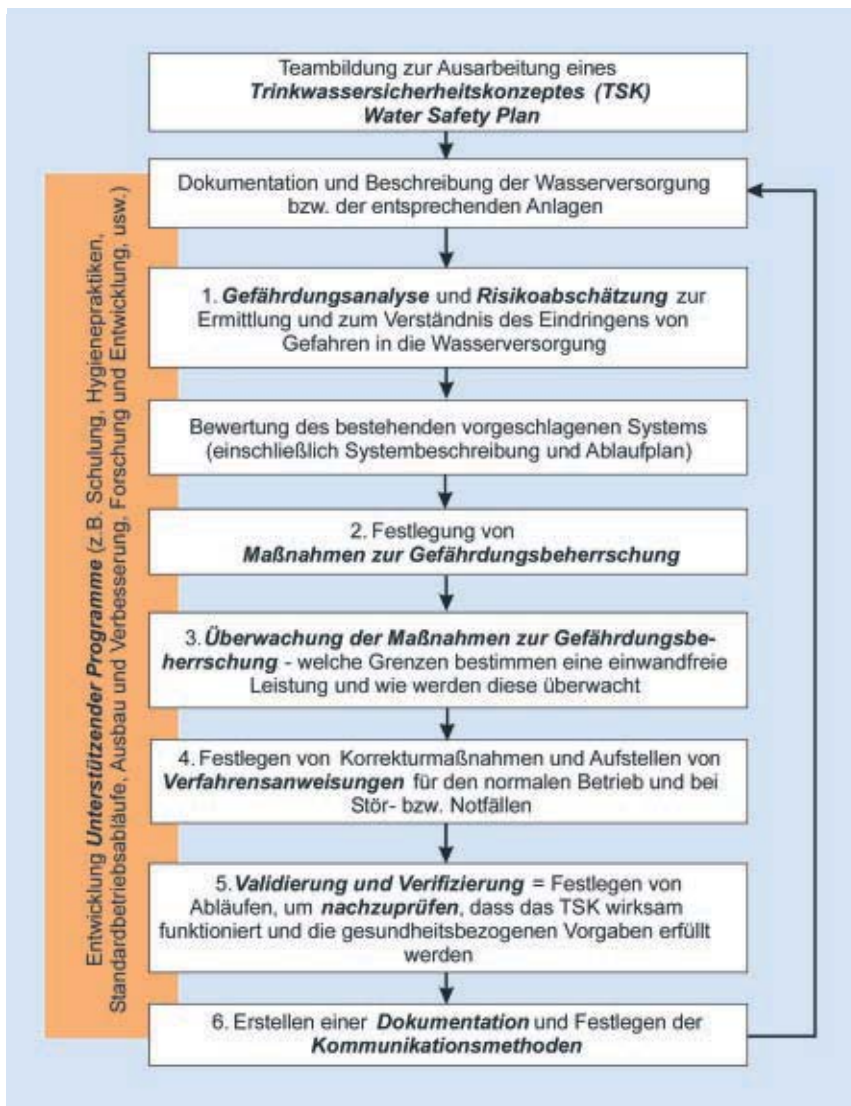 Teambildung zur Ausarbeitung eines
Trinkwassersicherheitskonzeptes (TSK)
Water Safety Plan
Dokumentation und Beschreibung der Wasserversorgung
bzw. der entsprechenden Anlagen
1. Gefährdungsanalyse und Risikoabschätzung zur
Ermittlung und zum Verständnis des Eindringens von
Gefahren in die Wasserversorgung
Bewertung des bestehenden vorgeschlagenen Systems
(einschließlich Systembeschreibung und Ablaufplan)
2. Festlegung von
Maßnahmen zur Gefährdungsbeherrschung
3. Überwachung der Maßnahmen zur Gefährdungsbe-
herrschung - welche Grenzen bestimmen eine einwandfreie
Leistung und wie werden diese überwacht
4. Festlegen von Korrekturmaßnahmen und Aufstellen von
Verfahrensanweisungen für den normalen Betrieb und bei
Stör- bzw. Notfällen
5. Validierung und Verifizierung = Festlegen von
Abläufen, um nachzuprüfen, dass das TSK wirksam
funktioniert und die gesundheitsbezogenen Vorgaben erfüllt
werden
6. Erstellen einer Dokumentation und Festlegen der
Kommunikationsmethoden
Entwicklung Unterstützender Programme (z.B. Schulung, Hygienepraktiken,
Standardbetriebsabläufe, Ausbau und Verbesserung, Forschung und Entwicklung, usw.)